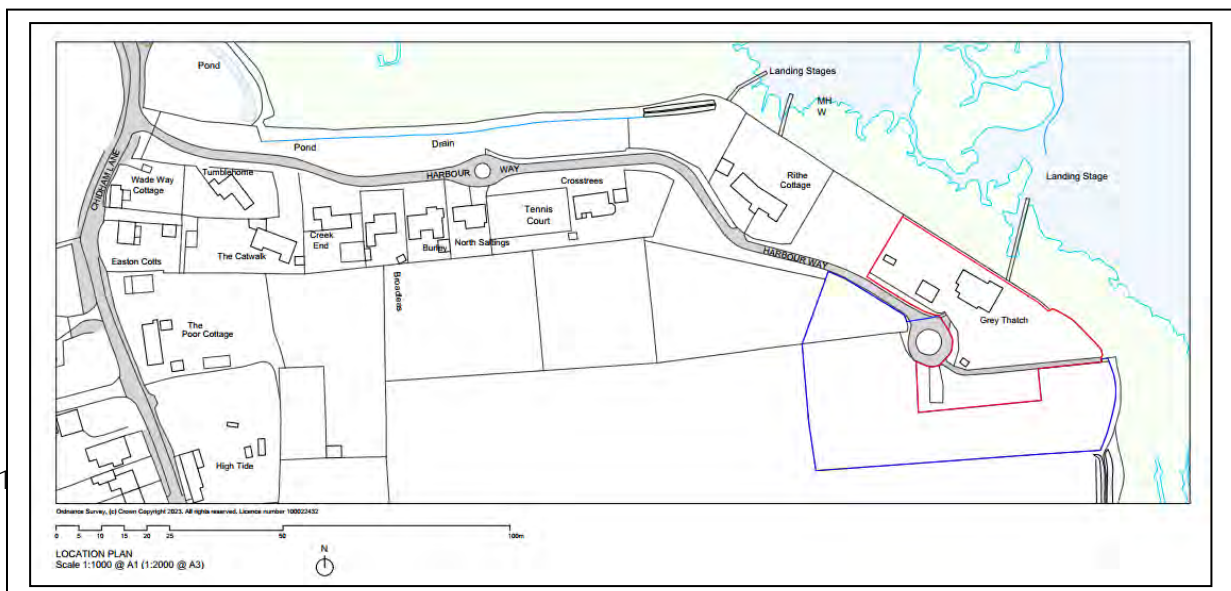 Pond
Landing Stages
MH
W
Pond
Drain
CHIDHAM LANE
Wade Way
Cottage
Tumblehome
HARBOUR WAY
Crosstrees
Rithe
Cottage
Landing Stage
Tennis
Court
Creek
End
Burley
North Saltings
Easton Cotts
The Catwalk
HARBOUR WAY
Broadleas
Grey Thatch
The
Poor Cottage
High Tide
Ordnance Survey, (c) Crown Copyright 2023. All rights reserved. Licence number 100022432
0 5 10 15 20 25 50 100m
LOCATION PLAN
Scale 1:1000 @ A1 (1:2000 @ A3)
N